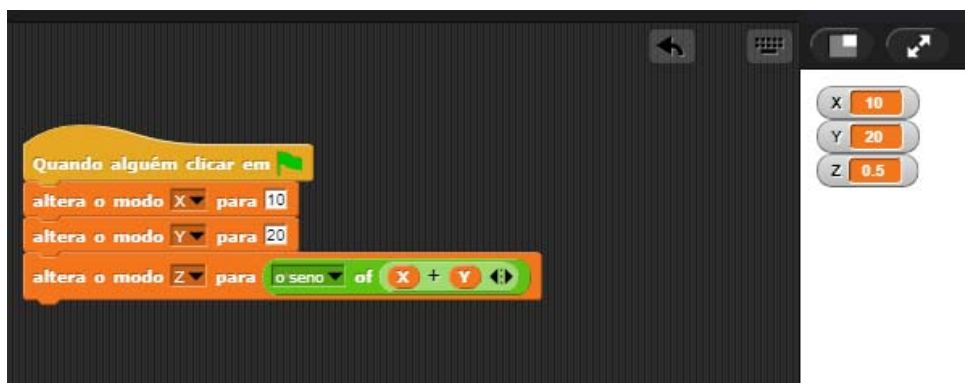 Quando alguém clicar em
altera o modo X para 10
altera o modo Y para 20
altera o modo Z para o seno of X + Y
X 10
Y 20
Z 0.5